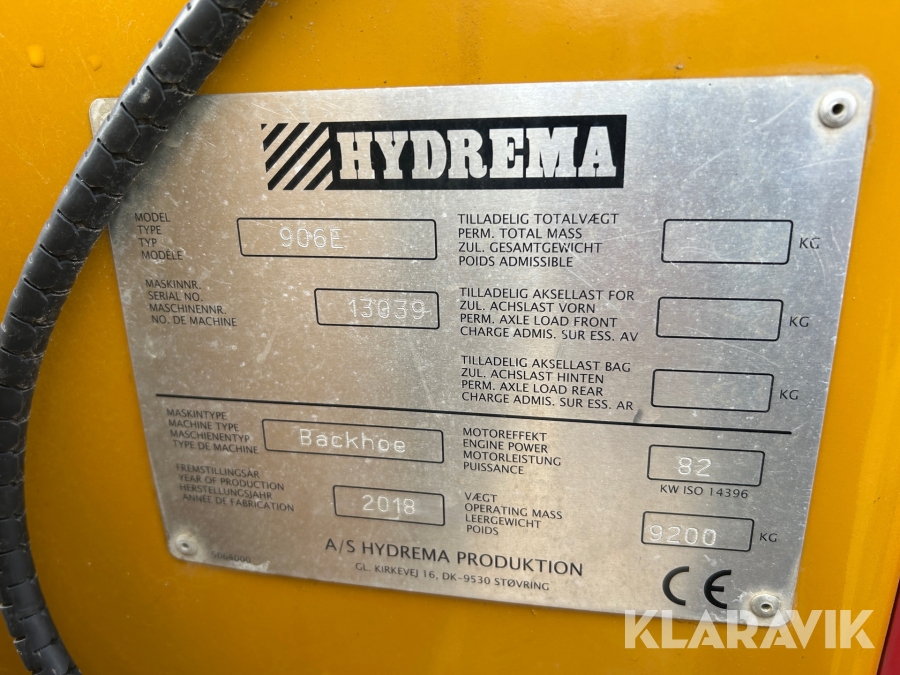 HYDREMA
MODEL
TYPE
TYP
MODÈLE
906E
MASKINNR.
SERIAL NO.
MASCHINENNR.
NO. DE MACHINE
13039
TILLADELIG TOTALVÆGT
PERM. TOTAL MASS
ZUL. GESAMTGEWICHT
POIDS ADMISSIBLE
KG
TILLADELIG AKSELLAST FOR
ZUL. ACHSLAST VORN
PERM. AXLE LOAD FRONT
CHARGE ADMIS. SUR ESS. AV
KG
TILLADELIG AKSELLAST BAG
ZUL. ACHSLAST HINTEN
PERM. AXLE LOAD REAR
CHARGE ADMIS. SUR ESS. AR
KG
MASKINTYPE
MACHINE TYPE
MASCHIENENTYP
TYPE DE MACHINE
Backhoe
FREMSTILLINGSÅR
YEAR OF PRODUCTION
HERSTELLUNGSJAHR
ANNÉE DE FABRICATION
2018
MOTOREFFEKT
ENGINE POWER
MOTORLEISTUNG
PUISSANCE
82
KW ISO 14396
VÆGT
OPERATING MASS
LEERGEWICHT
POIDS
9200 KG
A/S HYDREMA PRODUKTION
GL. KIRKEVEJ 16, DK-9530 STØVRING
CE
KLARAVIK